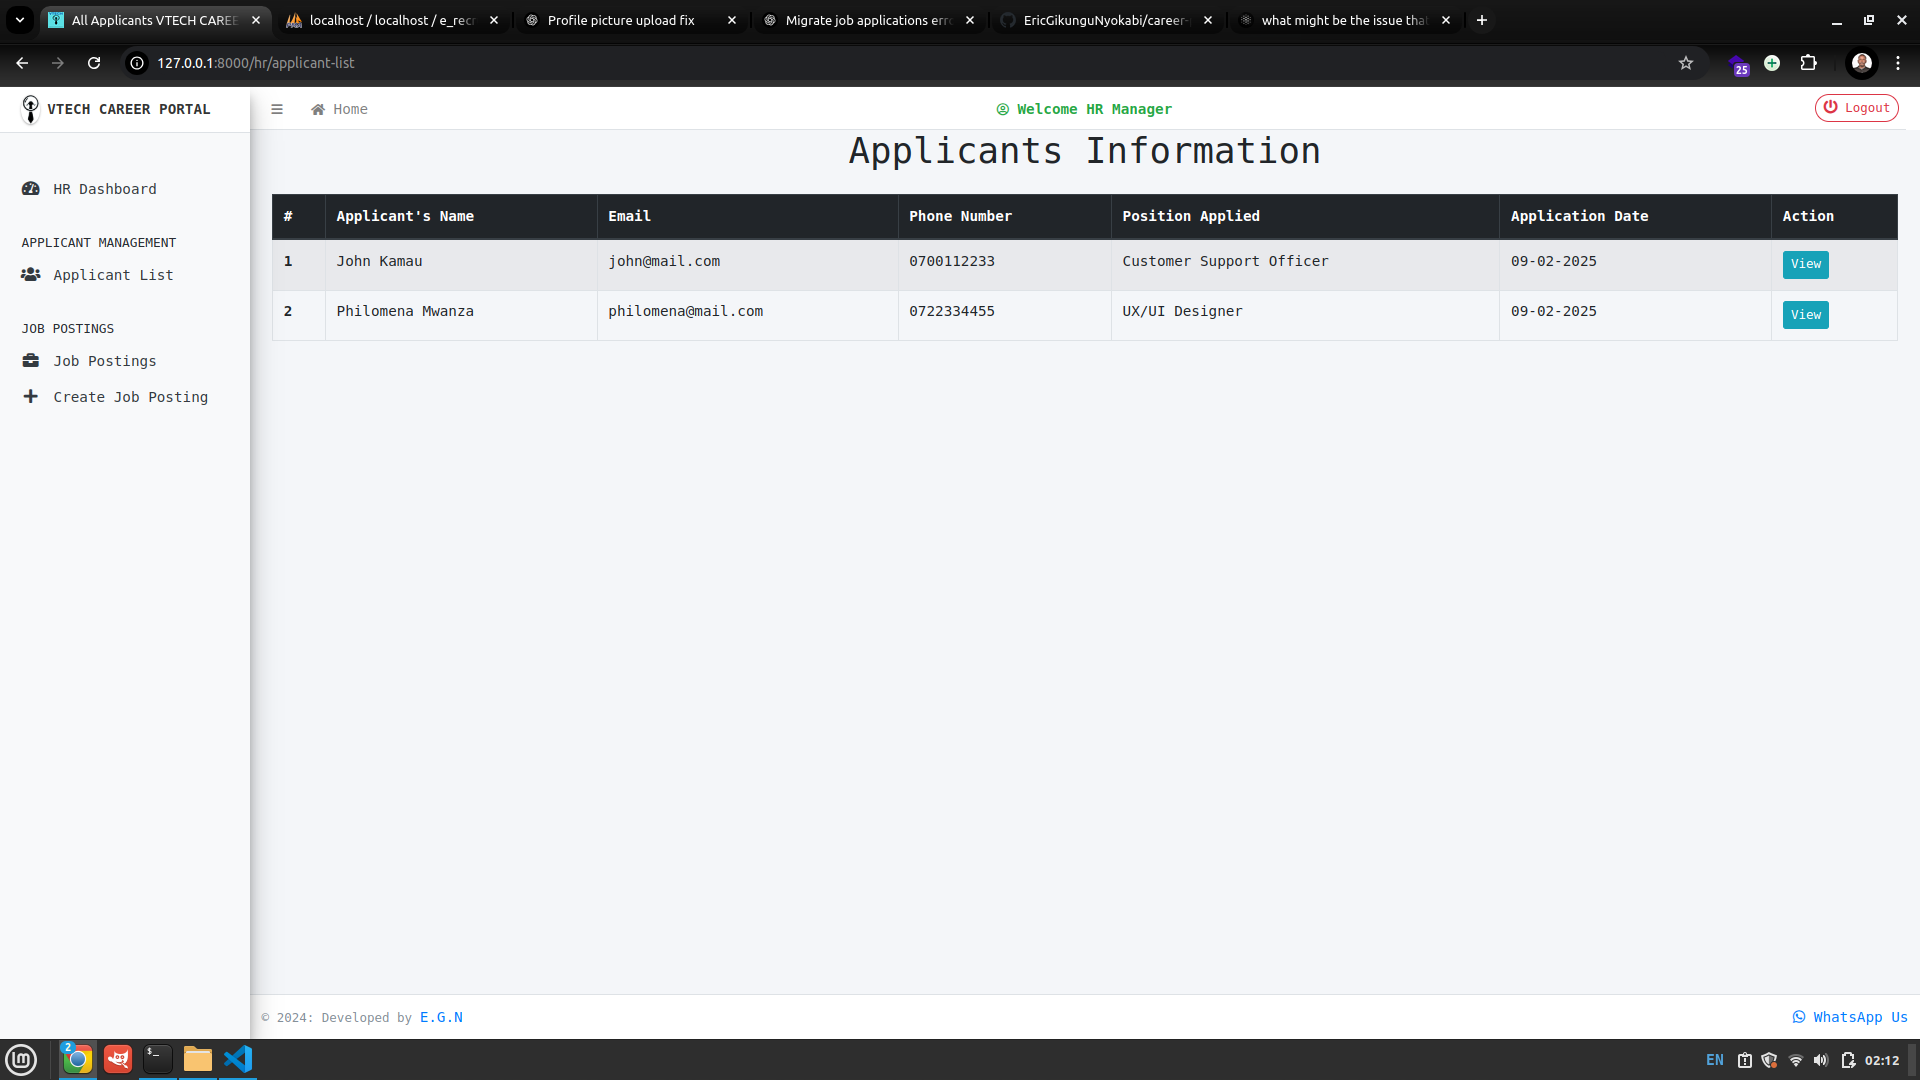 All Applicants VTECH CAREE
localhost / localhost / e_recr
Profile picture upload fix
Migrate job applications erro
EricGikunguNyokabi/career-
what might be the issue tha
127.0.0.1:8000/hr/applicant-list
25
VTECH CAREER PORTAL
Home
Welcome HR Manager
Logout
HR Dashboard
APPLICANT MANAGEMENT
Applicant List
JOB POSTINGS
Job Postings
Create Job Posting
Applicants Information
# Applicant's Name Email Phone Number Position Applied Application Date Action
1 John Kamau john@mail.com 0700112233 Customer Support Officer 09-02-2025 View
2 Philomena Mwanza philomena@mail.com 0722334455 UX/UI Designer 09-02-2025 View
© 2024: Developed by E.G.N
WhatsApp Us
2
$_
EN
02:12